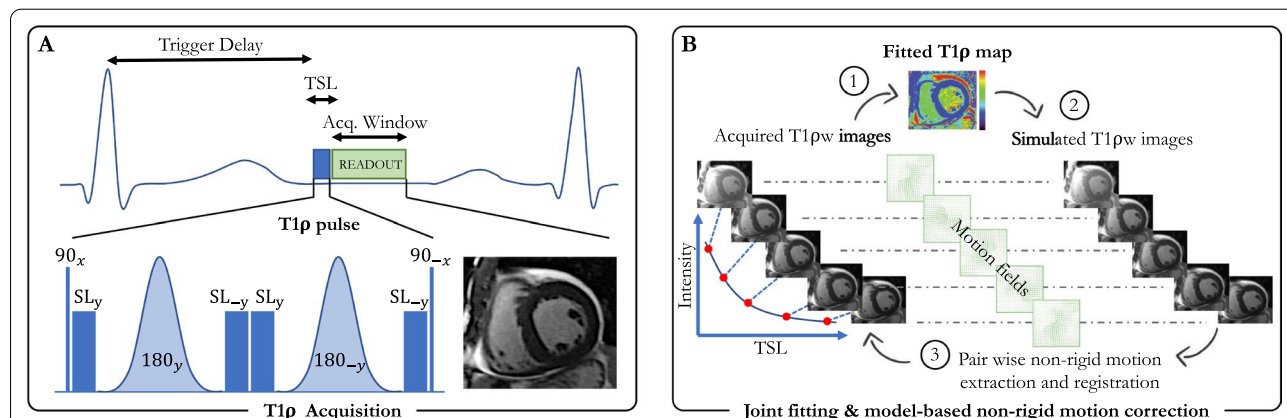 A
Trigger Delay
TSL
Acq. Window
READOUT
T1ρ pulse
90x
SLy
180y
SL−y SLy
180−y
SL−y
90−x
T1ρ Acquisition
B
Fitted T1ρ map
1
2
Acquired T1ρw images
Simulated T1ρw images
Motion fields
Intensity
TSL
3
Pair wise non-rigid motion
extraction and registration
Joint fitting & model-based non-rigid motion correction